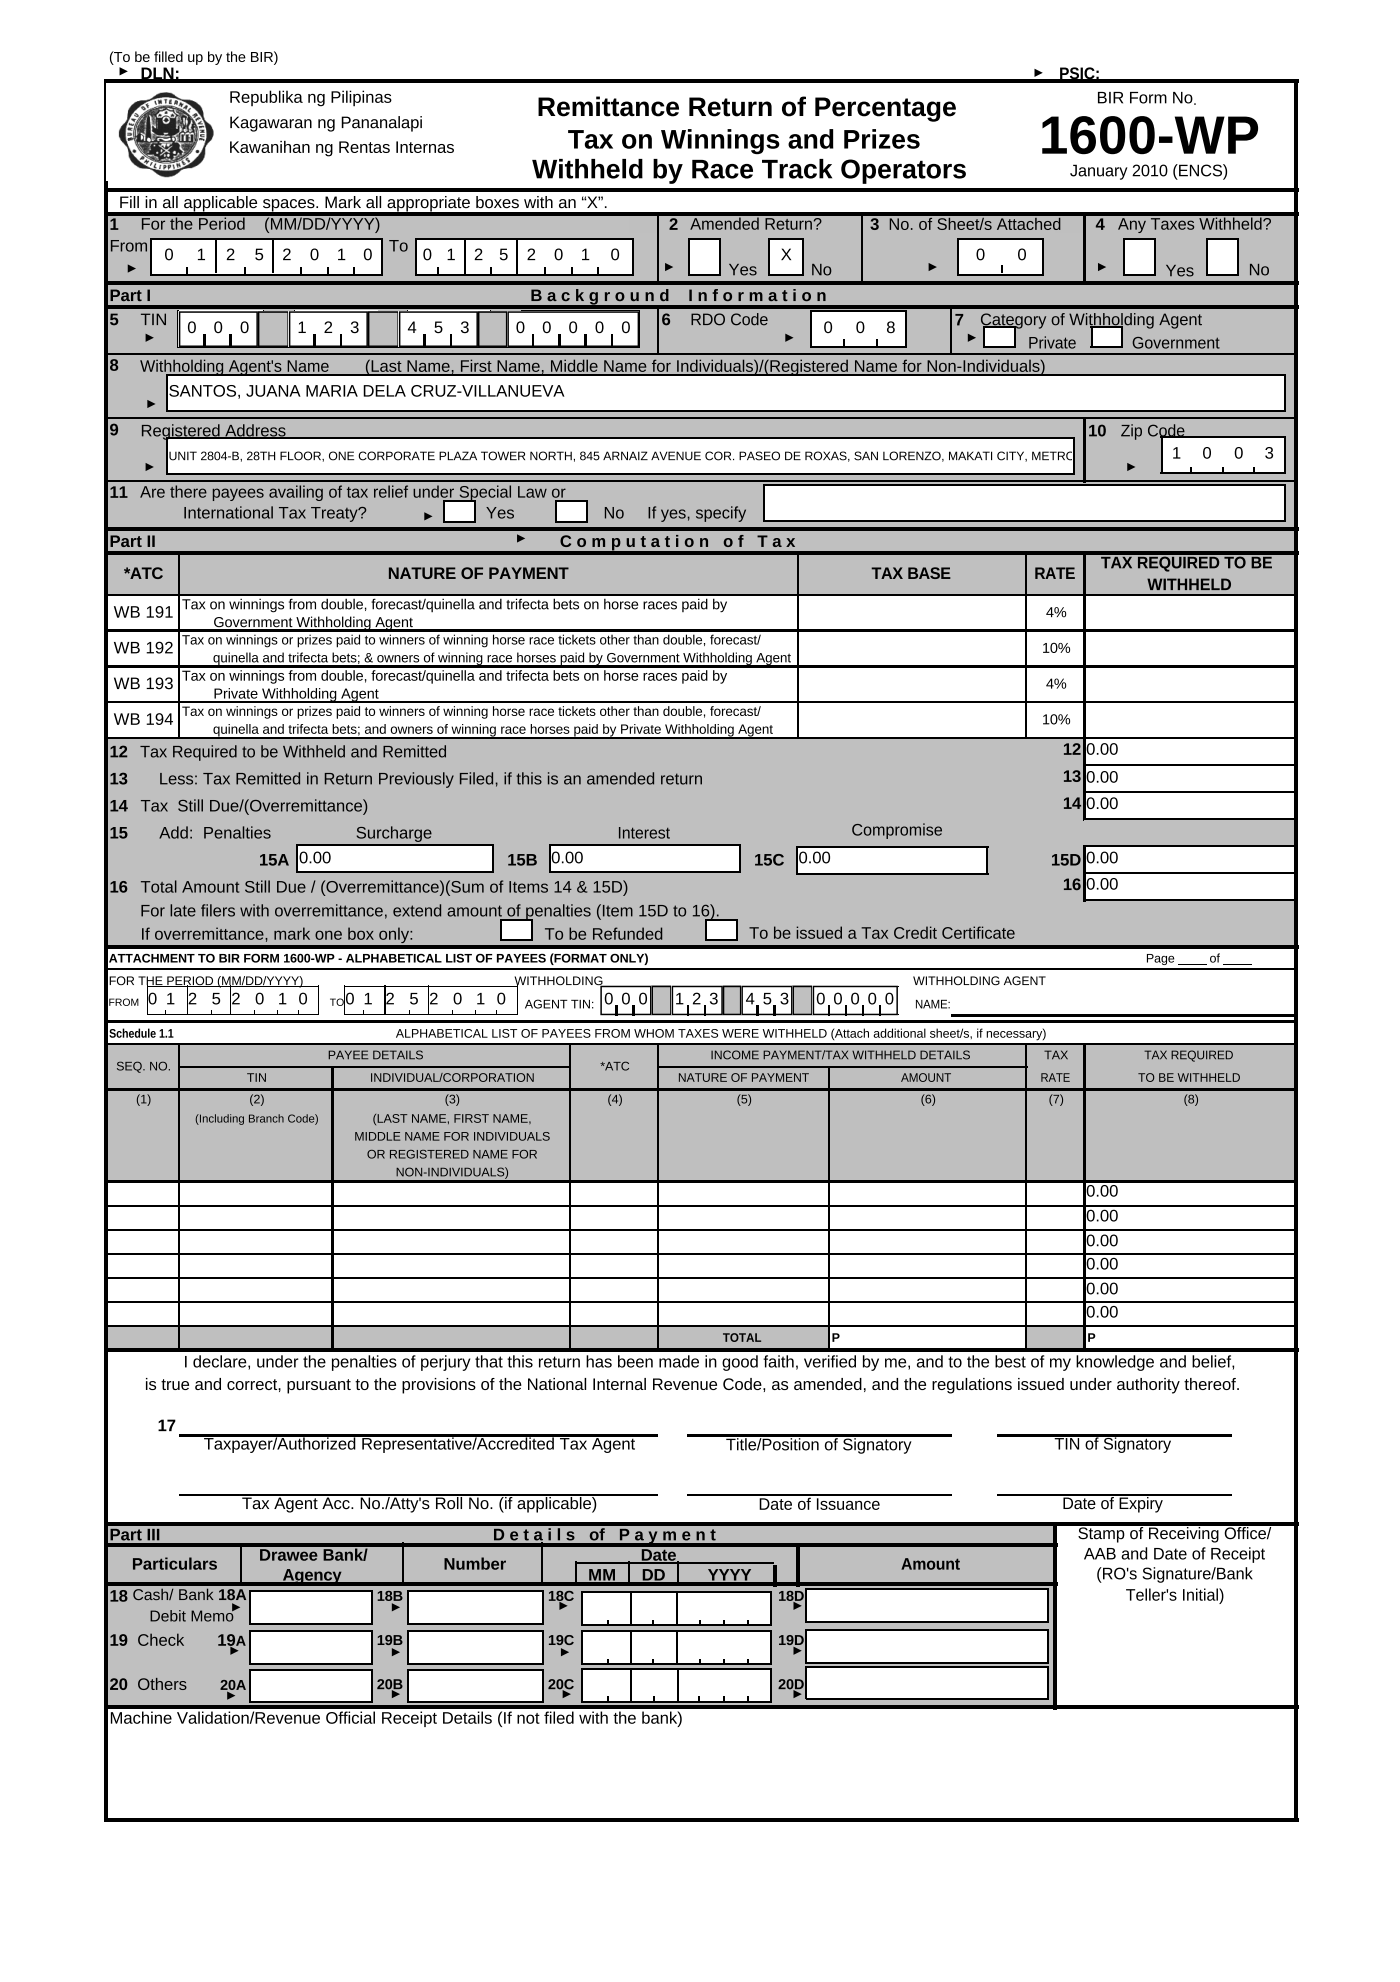 (To be filled up by the BIR)
DLN: PSIC:
Republika ng Pilipinas
Kagawaran ng Pananalapi
Kawanihan ng Rentas Internas
Remittance Return of Percentage
Tax on Winnings and Prizes
Withheld by Race Track Operators
BIR Form No.
1600-WP
January 2010 (ENCS)
Fill in all applicable spaces. Mark all appropriate boxes with an “X”.
1 For the Period (MM/DD/YYYY) 2 Amended Return? 3 No. of Sheet/s Attached 4 Any Taxes Withheld?
From 0 1 2 5 2 0 1 0 To 0 1 2 5 2 0 1 0 Yes X No 0 0 Yes No
Part I Background Information
5 TIN 0 0 0 1 2 3 4 5 3 0 0 0 0 0 6 RDO Code 0 0 8 7 Category of Withholding Agent
Private Government
8 Withholding Agent's Name (Last Name, First Name, Middle Name for Individuals)/(Registered Name for Non-Individuals)
SANTOS, JUANA MARIA DELA CRUZ-VILLANUEVA
9 Registered Address 10 Zip Code
UNIT 2804-B, 28TH FLOOR, ONE CORPORATE PLAZA TOWER NORTH, 845 ARNAIZ AVENUE COR. PASEO DE ROXAS, SAN LORENZO, MAKATI CITY, METRO 1 0 0 3
11 Are there payees availing of tax relief under Special Law or
International Tax Treaty? Yes No If yes, specify
Part II Computation of Tax
*ATC NATURE OF PAYMENT TAX BASE RATE TAX REQUIRED TO BE WITHHELD
WB 191 Tax on winnings from double, forecast/quinella and trifecta bets on horse races paid by
Government Withholding Agent 4%
WB 192 Tax on winnings or prizes paid to winners of winning horse race tickets other than double, forecast/
quinella and trifecta bets; & owners of winning race horses paid by Government Withholding Agent 10%
WB 193 Tax on winnings from double, forecast/quinella and trifecta bets on horse races paid by
Private Withholding Agent 4%
WB 194 Tax on winnings or prizes paid to winners of winning horse race tickets other than double, forecast/
quinella and trifecta bets; and owners of winning race horses paid by Private Withholding Agent 10%
12 Tax Required to be Withheld and Remitted 12 0.00
13 Less: Tax Remitted in Return Previously Filed, if this is an amended return 13 0.00
14 Tax Still Due/(Overremittance) 14 0.00
15 Add: Penalties Surcharge Interest Compromise
15A 0.00 15B 0.00 15C 0.00 15D 0.00
16 Total Amount Still Due / (Overremittance)(Sum of Items 14 & 15D) 16 0.00
For late filers with overremittance, extend amount of penalties (Item 15D to 16).
If overremittance, mark one box only: To be Refunded To be issued a Tax Credit Certificate
ATTACHMENT TO BIR FORM 1600-WP - ALPHABETICAL LIST OF PAYEES (FORMAT ONLY) Page ____ of ____
FOR THE PERIOD (MM/DD/YYYY) WITHHOLDING WITHHOLDING AGENT
FROM 0 1 2 5 2 0 1 0 TO 0 1 2 5 2 0 1 0 AGENT TIN: 0 0 0 1 2 3 4 5 3 0 0 0 0 0 NAME:
Schedule 1.1 ALPHABETICAL LIST OF PAYEES FROM WHOM TAXES WERE WITHHELD (Attach additional sheet/s, if necessary)
SEQ. NO. PAYEE DETAILS *ATC INCOME PAYMENT/TAX WITHHELD DETAILS TAX TAX REQUIRED
TIN INDIVIDUAL/CORPORATION NATURE OF PAYMENT AMOUNT RATE TO BE WITHHELD
(1) (2) (3) (4) (5) (6) (7) (8)
(Including Branch Code) (LAST NAME, FIRST NAME,
MIDDLE NAME FOR INDIVIDUALS
OR REGISTERED NAME FOR
NON-INDIVIDUALS)
0.00
0.00
0.00
0.00
0.00
0.00
TOTAL P P
I declare, under the penalties of perjury that this return has been made in good faith, verified by me, and to the best of my knowledge and belief,
is true and correct, pursuant to the provisions of the National Internal Revenue Code, as amended, and the regulations issued under authority thereof.
17
Taxpayer/Authorized Representative/Accredited Tax Agent Title/Position of Signatory TIN of Signatory
Tax Agent Acc. No./Atty's Roll No. (if applicable) Date of Issuance Date of Expiry
Part III Details of Payment
Particulars Drawee Bank/ Agency Number Date MM DD YYYY Amount
Stamp of Receiving Office/
AAB and Date of Receipt
(RO's Signature/Bank
Teller's Initial)
18 Cash/ Bank 18A 18B 18C 18D
Debit Memo
19 Check 19A 19B 19C 19D
20 Others 20A 20B 20C 20D
Machine Validation/Revenue Official Receipt Details (If not filed with the bank)